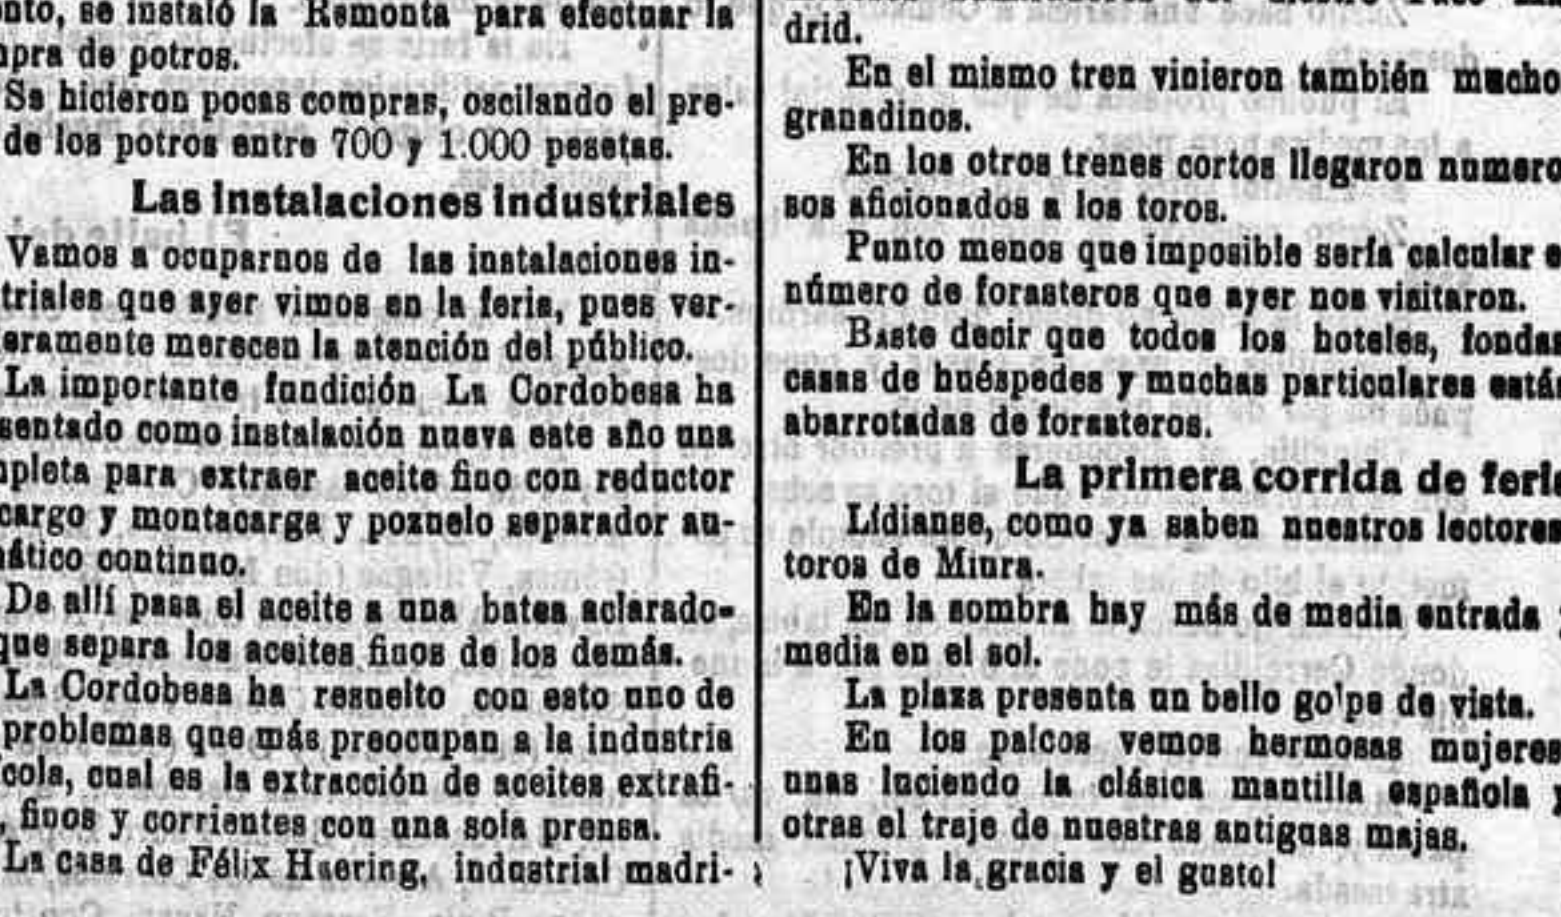 nto, se instaló la Remonta para efectuar la
pra de potros.
Se hicieron pocas compras, oscilando el pre-
de los potros entre 700 y 1.000 pesetas.
Las instalaciones industriales
Vamos a ocuparnos de las instalaciones in-
triales que ayer vimos en la feria, pues ver-
eramente merecen la atención del público.
La importante fundición La Cordobesa ha
sentado como instalación nueva este año una
pleta para extraer aceite fino con reductor
cargo y montacarga y pozuelo separador au-
ático continuo.
De allí pasa el aceite a una batea aclarado-
que separa los aceites finos de los demás.
La Cordobesa ha resuelto con esto uno de
problemas que más preocupan a la industria
cola, cual es la extracción de aceites extrafi-
, finos y corrientes con una sola prensa.
La casa de Félix Haering, industrial madri-
drid.
En el mismo tren vinieron también mucho
granadinos.
En los otros trenes cortos llegaron numero
sos aficionados a los toros.
Punto menos que imposible sería calcular e
número de forasteros que ayer nos visitaron.
Baste decir que todos los hoteles, fondas
casas de huéspedes y muchas particulares está
abarrotadas de forasteros.
La primera corrida de feria
Lídianse, como ya saben nuestros lectores
toros de Miura.
En la sombra hay más de media entrada y
media en el sol.
La plaza presenta un bello golpe de vista.
En los palcos vemos hermosas mujeres
unas luciendo la clásica mantilla española y
otras el traje de nuestras antiguas majas.
¡Viva la gracia y el gusto!